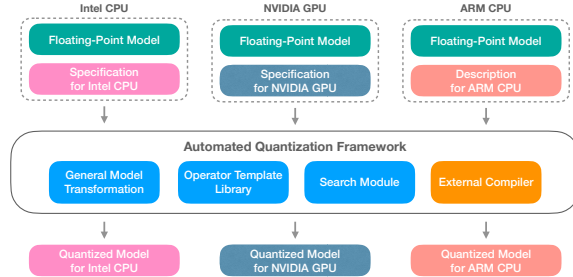 Intel CPU
NVIDIA GPU
ARM CPU
Floating-Point Model
Floating-Point Model
Floating-Point Model
Specification
for Intel CPU
Specification
for NVIDIA GPU
Description
for ARM CPU
Automated Quantization Framework
General Model
Transformation
Operator Template
Library
Search Module
External Compiler
Quantized Model
for Intel CPU
Quantized Model
for NVIDIA GPU
Quantized Model
for ARM CPU